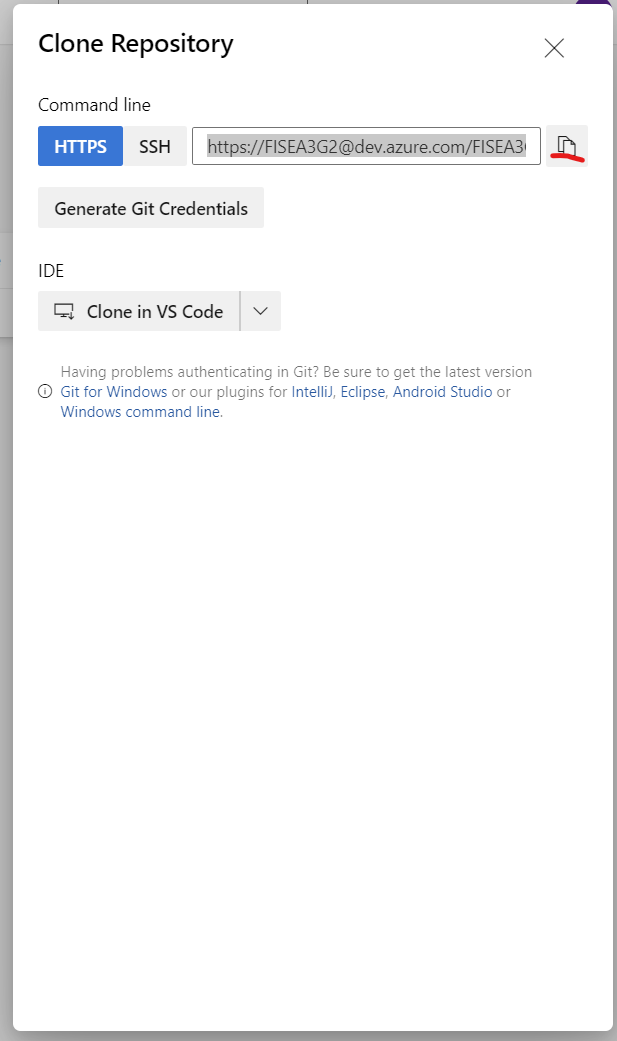 Clone Repository
Command line
HTTPS SSH https://FISEA3G2@dev.azure.com/FISEA3
Generate Git Credentials
IDE
Clone in VS Code
Having problems authenticating in Git? Be sure to get the latest version
Git for Windows or our plugins for IntelliJ, Eclipse, Android Studio or
Windows command line.